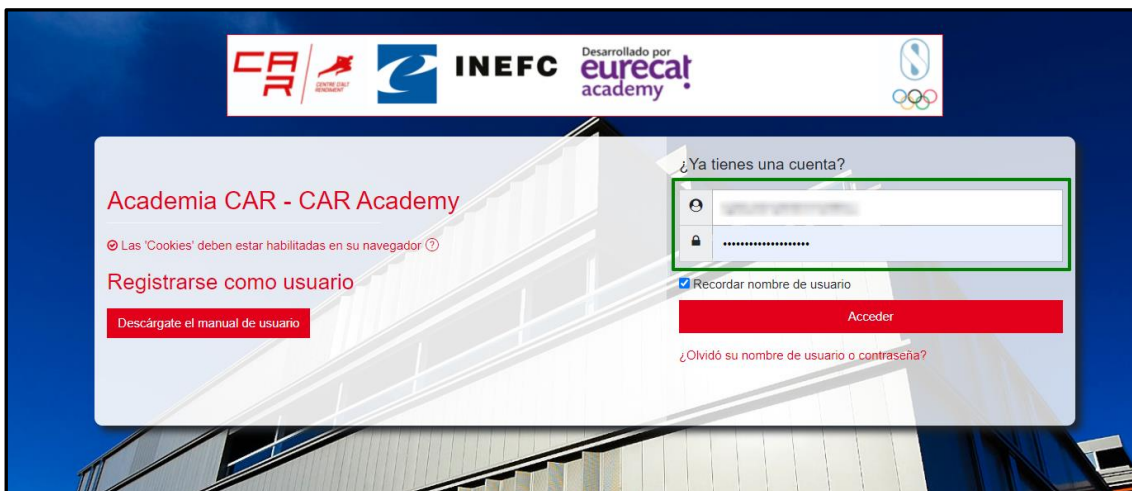 CAR
CENTRE D'ALT
RENDIMENT
INEFC
Desarrollado por
eurecat
academy
¿Ya tienes una cuenta?
Academia CAR - CAR Academy
Las 'Cookies' deben estar habilitadas en su navegador
Registrarse como usuario
Descárgate el manual de usuario
Recordar nombre de usuario
Acceder
¿Olvidó su nombre de usuario o contraseña?